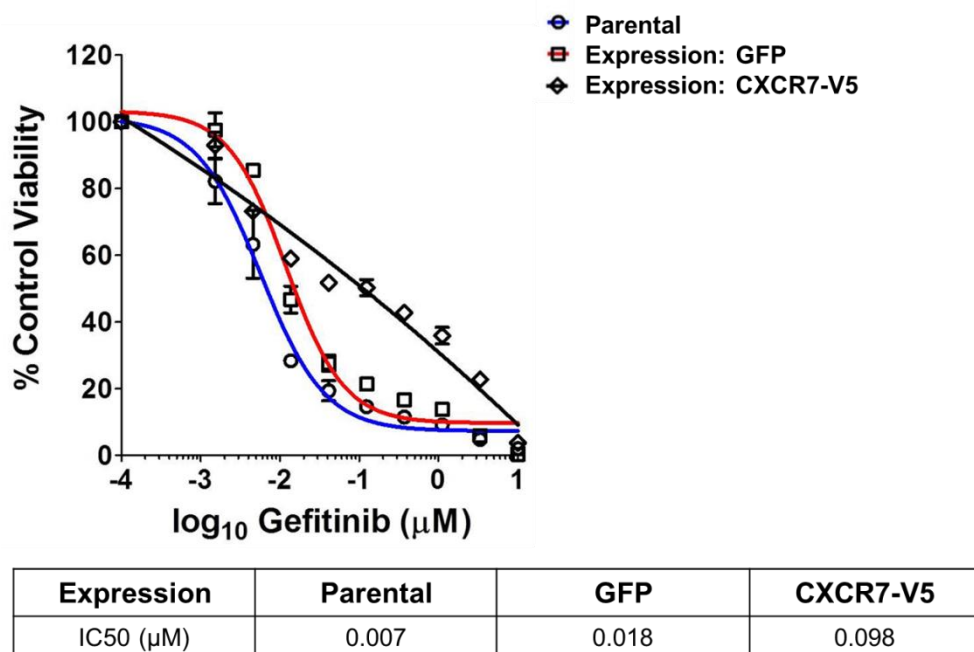 Parental
Expression: GFP
Expression: CXCR7-V5
120
100
80
60
40
20
0
% Control Viability
-4 -3 -2 -1 0 1
log10 Gefitinib (μM)
Expression Parental GFP CXCR7-V5
IC50 (μM) 0.007 0.018 0.098